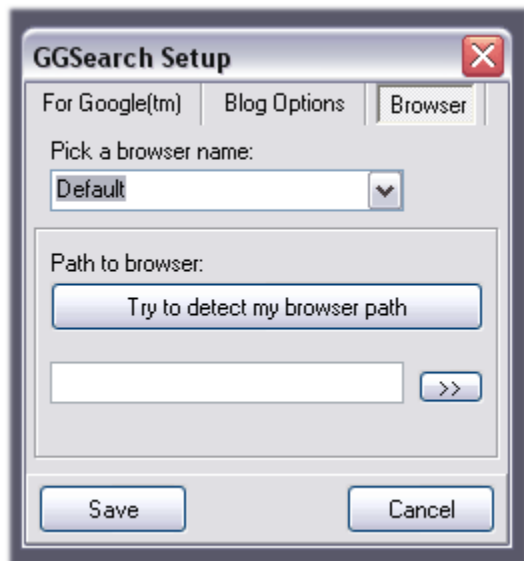 GGSearch Setup
For Google(tm) Blog Options Browser
Pick a browser name:
Default
Path to browser:
Try to detect my browser path
>>
Save Cancel